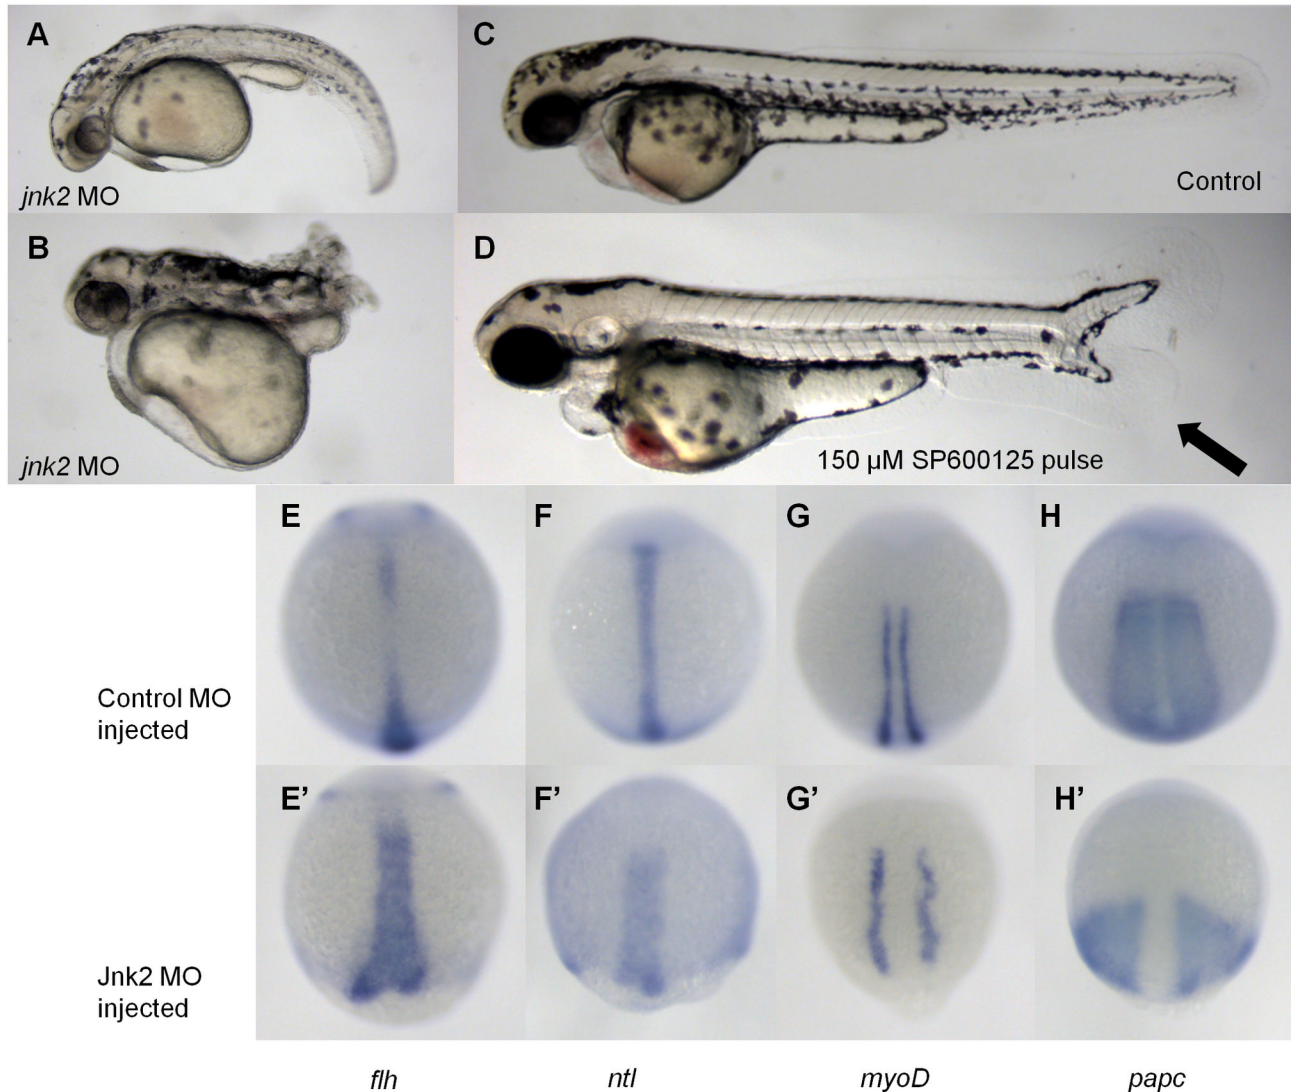 A
C
jnk2 MO
Control
B
D
jnk2 MO
150 µM SP600125 pulse
E
F
G
H
Control MO
injected
E’
F’
G’
H’
Jnk2 MO
injected
flh
ntl
myoD
papc